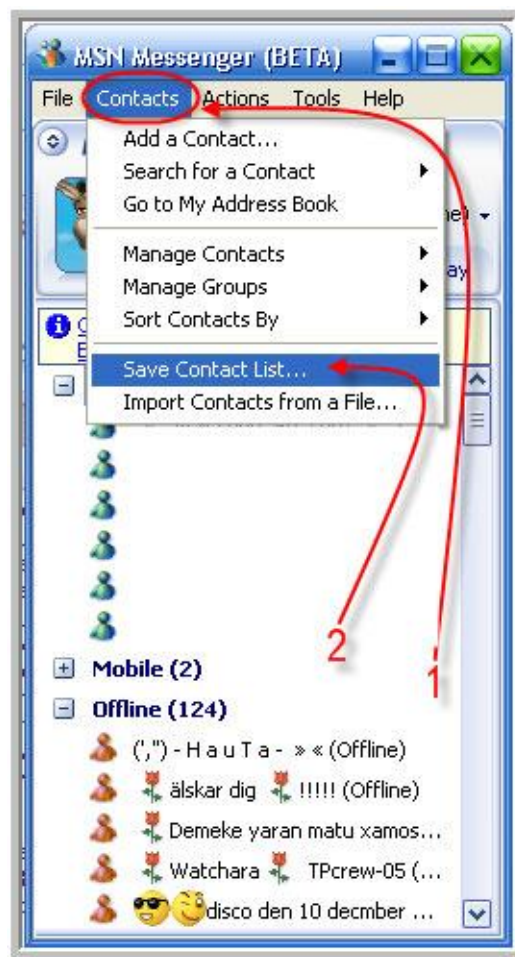 MSN Messenger (BETA)
File Contacts Actions Tools Help
Add a Contact...
Search for a Contact
Go to My Address Book
Manage Contacts
Manage Groups
Sort Contacts By
Save Contact List...
Import Contacts from a File...
2
1
Mobile (2)
Offline (124)
(',") - H a u T a - » « (Offline)
älskar dig !!!!! (Offline)
Demeke yaran matu xamos...
Watchara TPcrew-05 (...
disco den 10 decmber ...